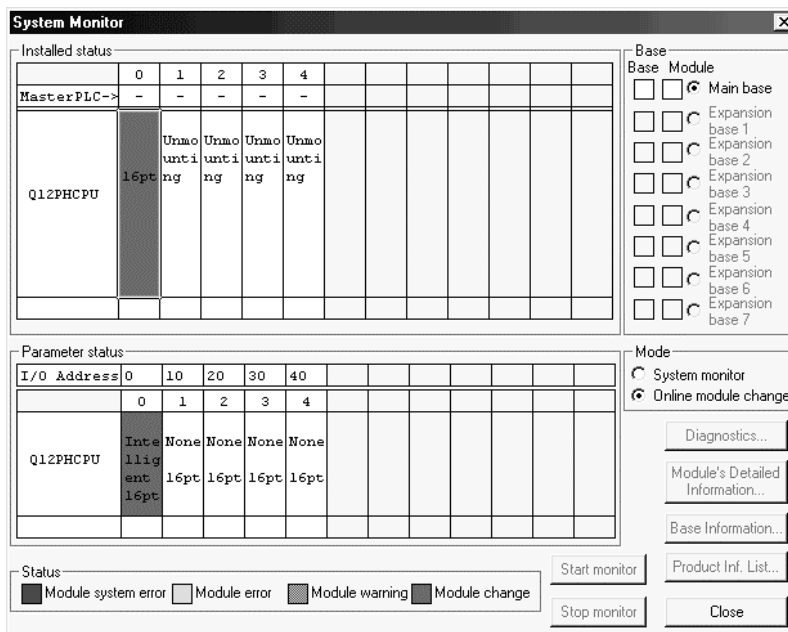 System Monitor
Installed status
0 1 2 3 4
MasterPLC-> - - - - -
Q12PHCPU
16pt
Unmo Unmo Unmo Unmo
unti unti unti unti
ng ng ng ng
Base
Base Module
Main base
Expansion
base 1
Expansion
base 2
Expansion
base 3
Expansion
base 4
Expansion
base 5
Expansion
base 6
Expansion
base 7
Parameter status
I/O Address 0 10 20 30 40
0 1 2 3 4
Q12PHCPU
Inte None None None None
llig
ent 16pt 16pt 16pt 16pt
16pt
Mode
System monitor
Online module change
Diagnostics...
Module's Detailed
Information...
Base Information...
Product Inf. List...
Close
Start monitor
Stop monitor
Status
Module system error Module error Module warning Module change